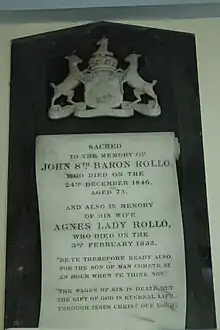 SACRED
TO THE MEMORY OF
JOHN 8TH BARON ROLLO,
WHO DIED ON THE
24TH DECEMBER 1846,
AGED 73.
AND ALSO IN MEMORY
OF HIS WIFE
AGNES LADY ROLLO,
WHO DIED ON THE
3RD FEBRUARY 1855.
"BE YE THEREFORE READY ALSO,
FOR THE SON OF MAN COMETH AT
AN HOUR WHEN YE THINK NOT."
"THE WAGES OF SIN IS DEATH, BUT
THE GIFT OF GOD IS ETERNAL LIFE,
THROUGH JESUS CHRIST OUR LORD."